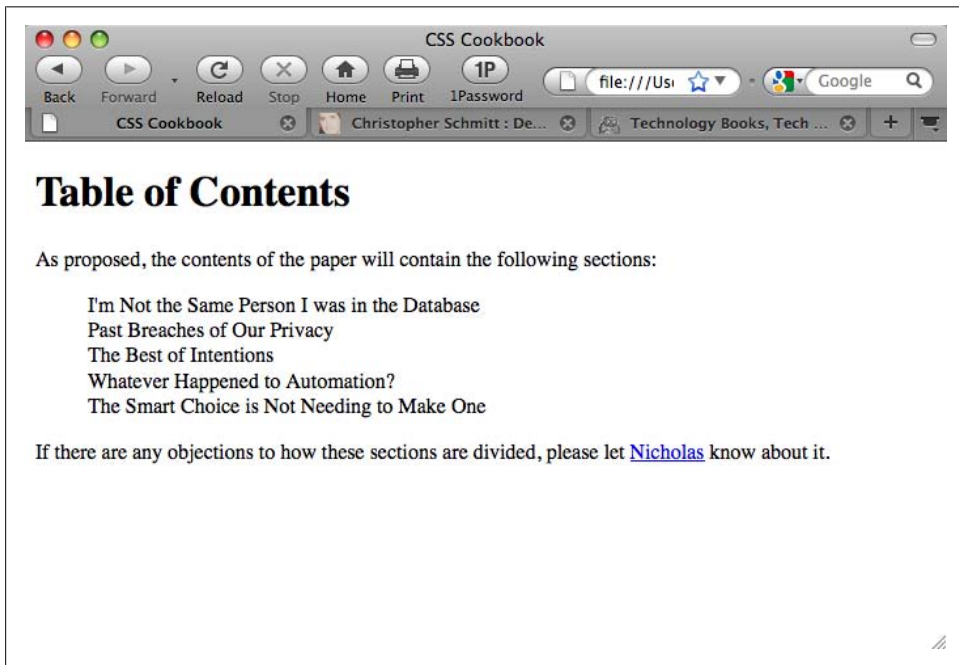 CSS Cookbook
1P
file:///Us
Google
Back Forward Reload Stop Home Print 1Password
CSS Cookbook Christopher Schmitt : De... Technology Books, Tech ... +
Table of Contents
As proposed, the contents of the paper will contain the following sections:
I'm Not the Same Person I was in the Database
Past Breaches of Our Privacy
The Best of Intentions
Whatever Happened to Automation?
The Smart Choice is Not Needing to Make One
If there are any objections to how these sections are divided, please let Nicholas know about it.